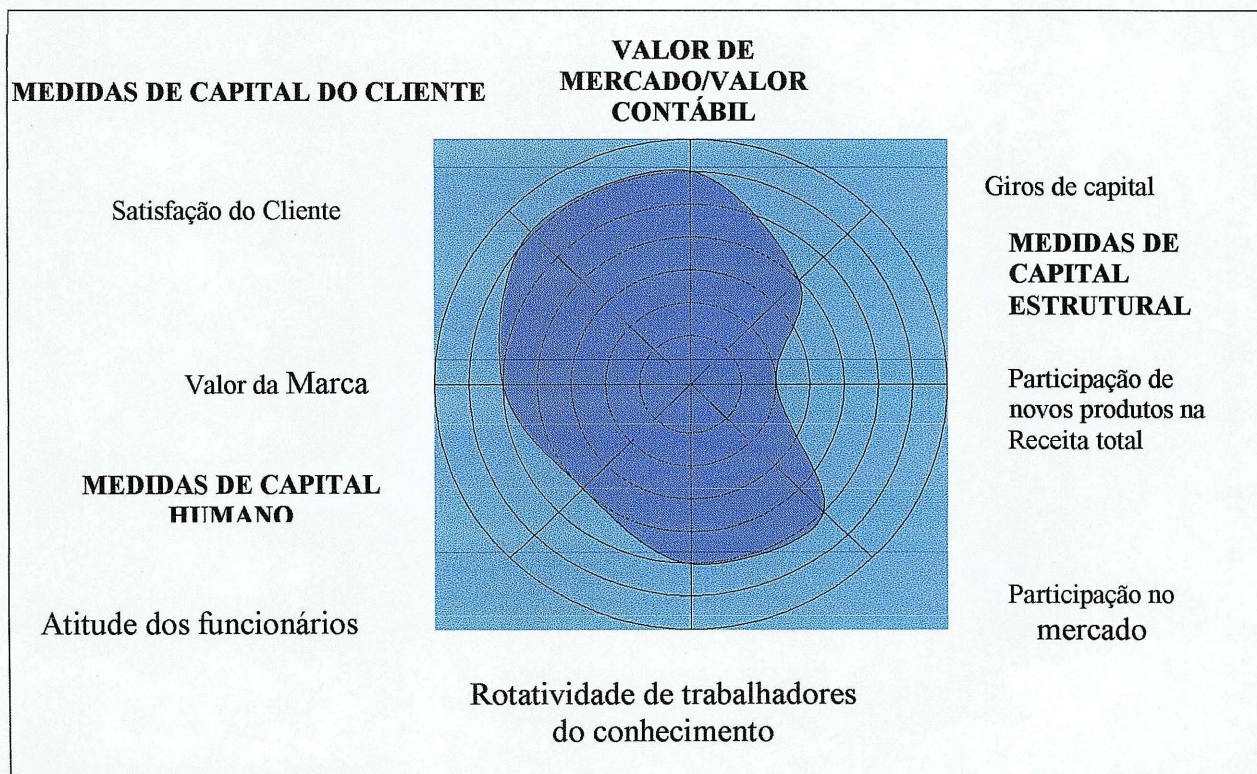 VALOR DE
MERCADO/VALOR
CONTÁBIL
MEDIDAS DE CAPITAL DO CLIENTE
Satisfação do Cliente
Giros de capital
MEDIDAS DE
CAPITAL
ESTRUTURAL
Valor da Marca
Participação de
novos produtos na
Receita total
MEDIDAS DE CAPITAL
HUMANO
Atitude dos funcionários
Participação no
mercado
Rotatividade de trabalhadores
do conhecimento